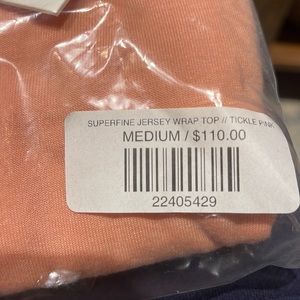 SUPERFINE JERSEY WRAP TOP // TICKLE PINK
MEDIUM / $110.00
22405429